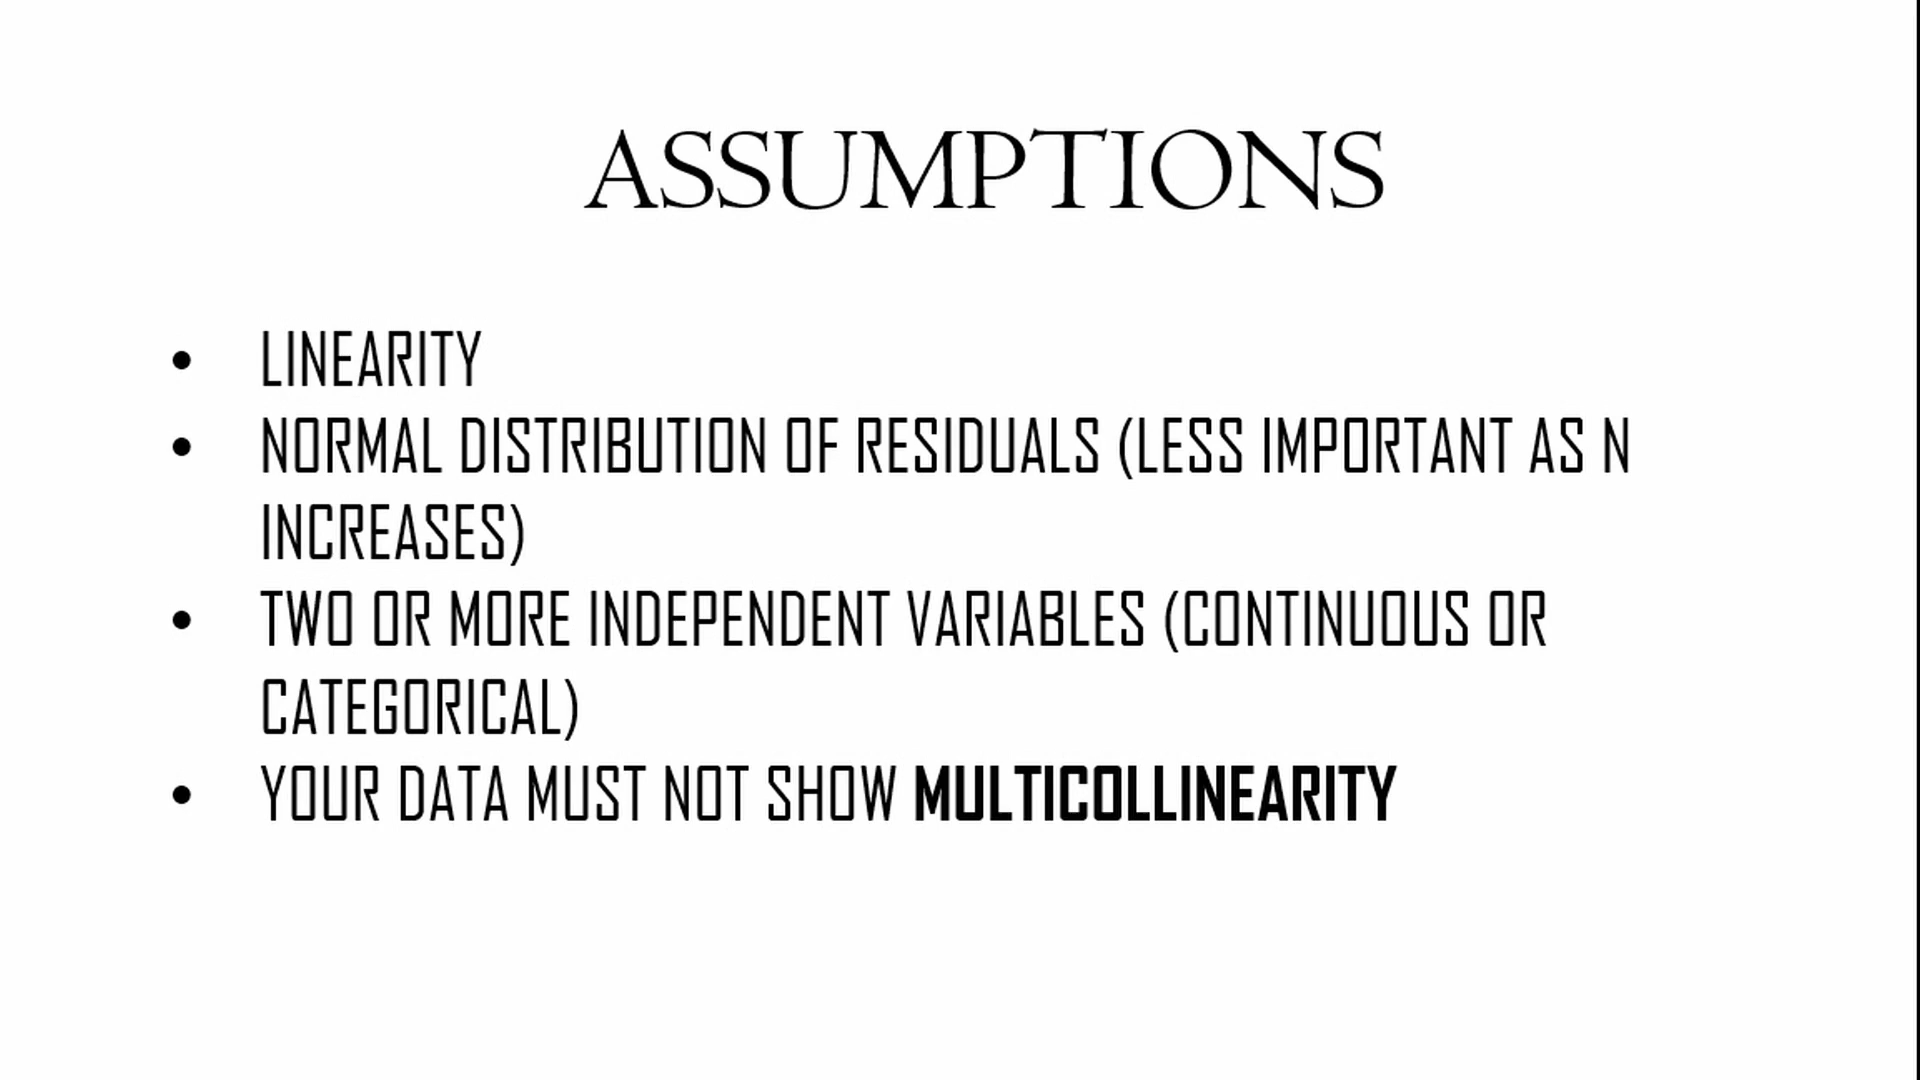 ASSUMPTIONS
• LINEARITY
• NORMAL DISTRIBUTION OF RESIDUALS (LESS IMPORTANT AS N
INCREASES)
• TWO OR MORE INDEPENDENT VARIABLES (CONTINUOUS OR
CATEGORICAL)
• YOUR DATA MUST NOT SHOW MULTICOLLINEARITY